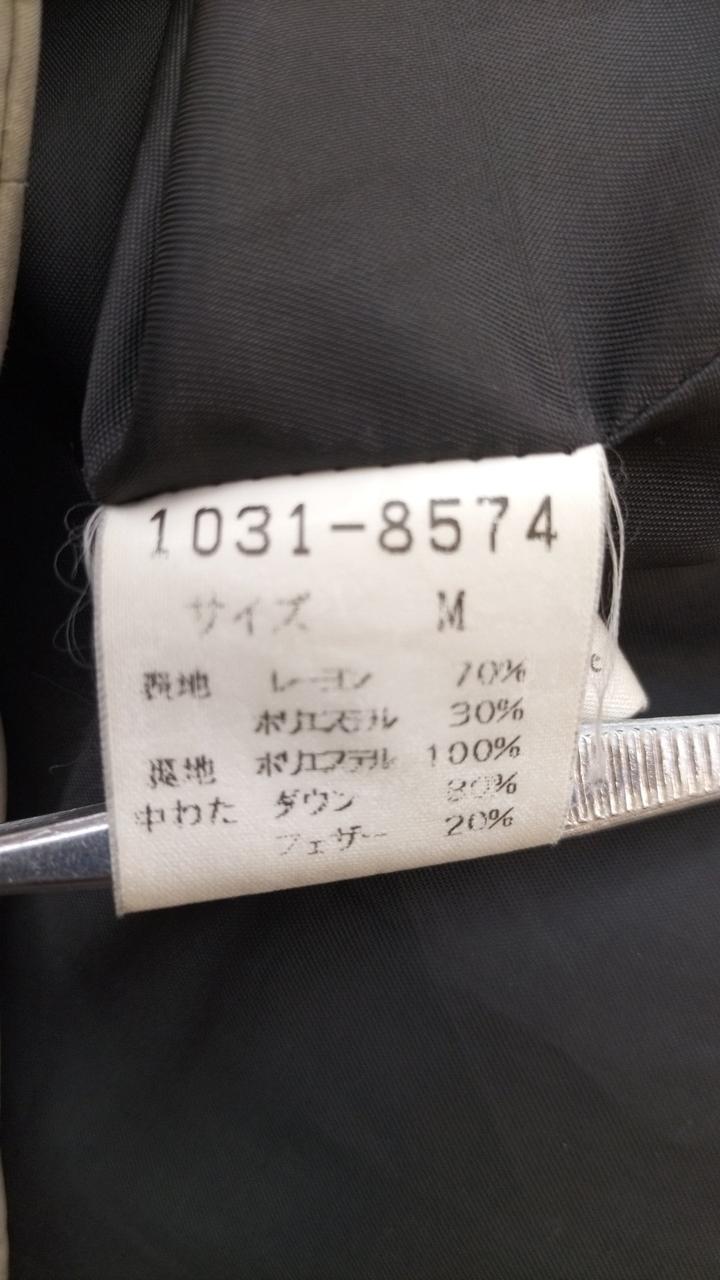 1031-8574
サイズ M
表地 レーヨン 70%
ポリエステル 30%
裏地 ポリエステル 100%
中わた ダウン 80%
フェザー 20%
e